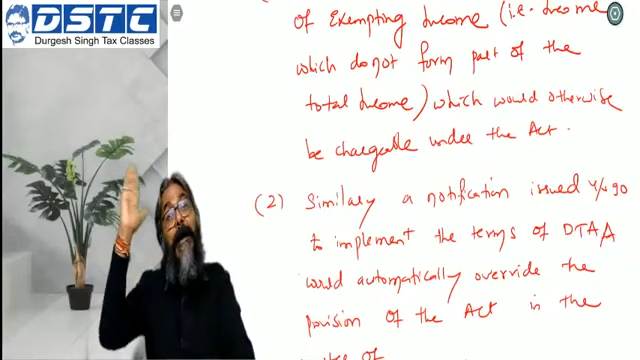 DSTC
Durgesh Singh Tax Classes
of Exempting Income (i.e. Income
which do not form part of the
total Income) which would otherwise
be chargeable under the Act.
(2) Similary a notification issued u/s 90
to implement the terms of DTAA
would automatically override the
provision of the Act in the
of